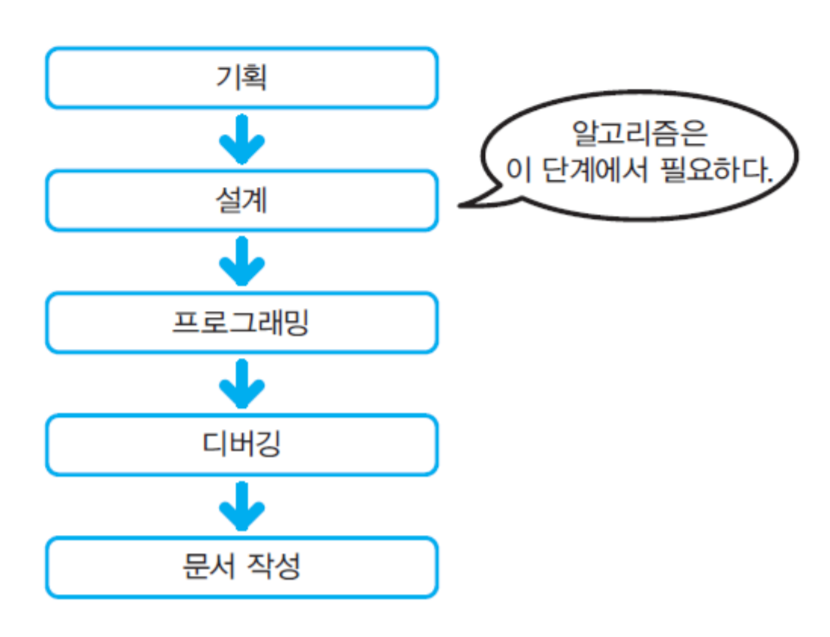 기획
알고리즘은
이 단계에서 필요하다.
설계
프로그래밍
디버깅
문서 작성